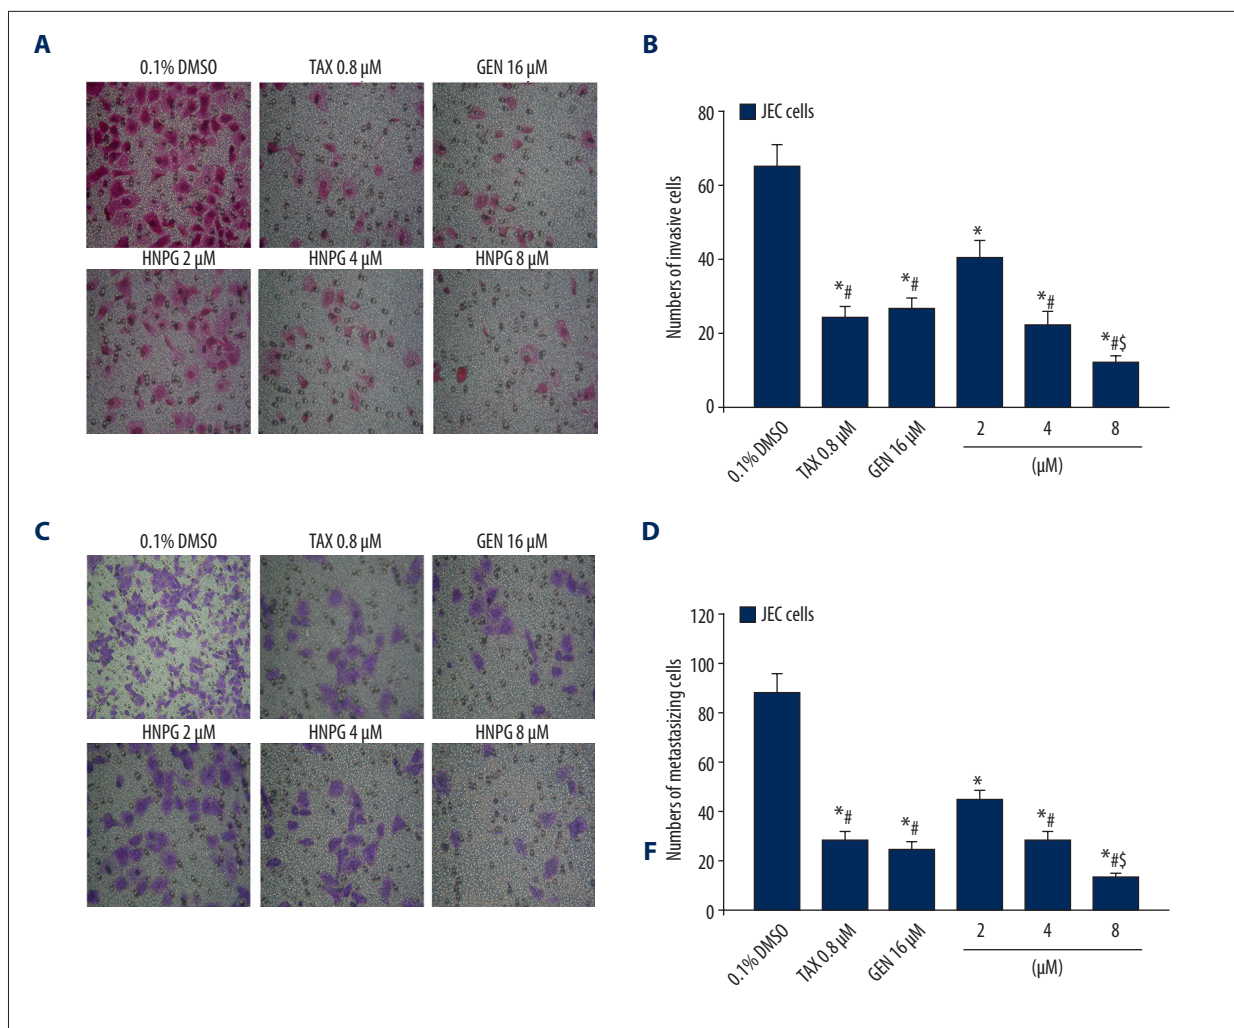 A
0.1% DMSO
TAX 0.8 µM
GEN 16 µM
HNPG 2 µM
HNPG 4 µM
HNPG 8 µM
B
JEC cells
Numbers of invasive cells
80
60
40
20
0
*#
*#
*
*#
*#$
0.1% DMSO
TAX 0.8 µM
GEN 16 µM
2
4
8
(µM)
C
0.1% DMSO
TAX 0.8 µM
GEN 16 µM
HNPG 2 µM
HNPG 4 µM
HNPG 8 µM
D
JEC cells
F
Numbers of metastasizing cells
120
100
80
60
40
20
0
*#
*#
*
*#
*#$
0.1% DMSO
TAX 0.8 µM
GEN 16 µM
2
4
8
(µM)